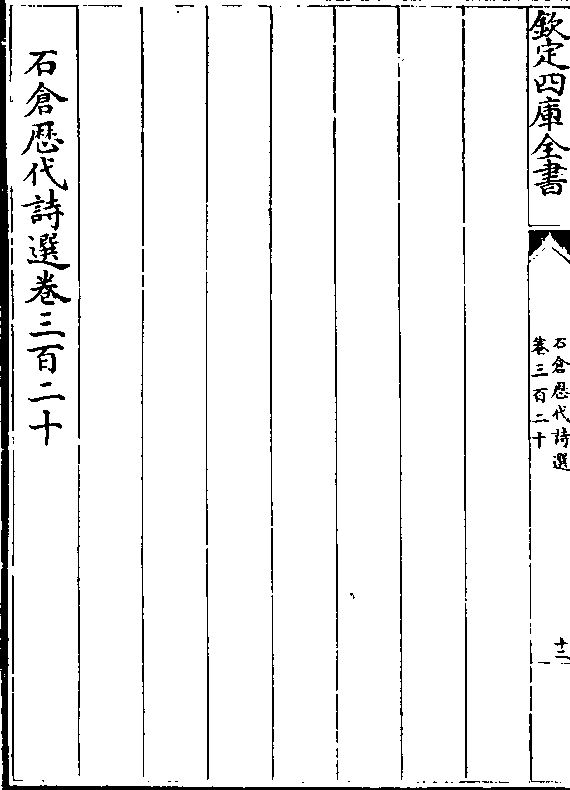 欽定四庫全書
石倉歷代詩選
卷三百二十
十二
石倉歷代詩選卷三百二十